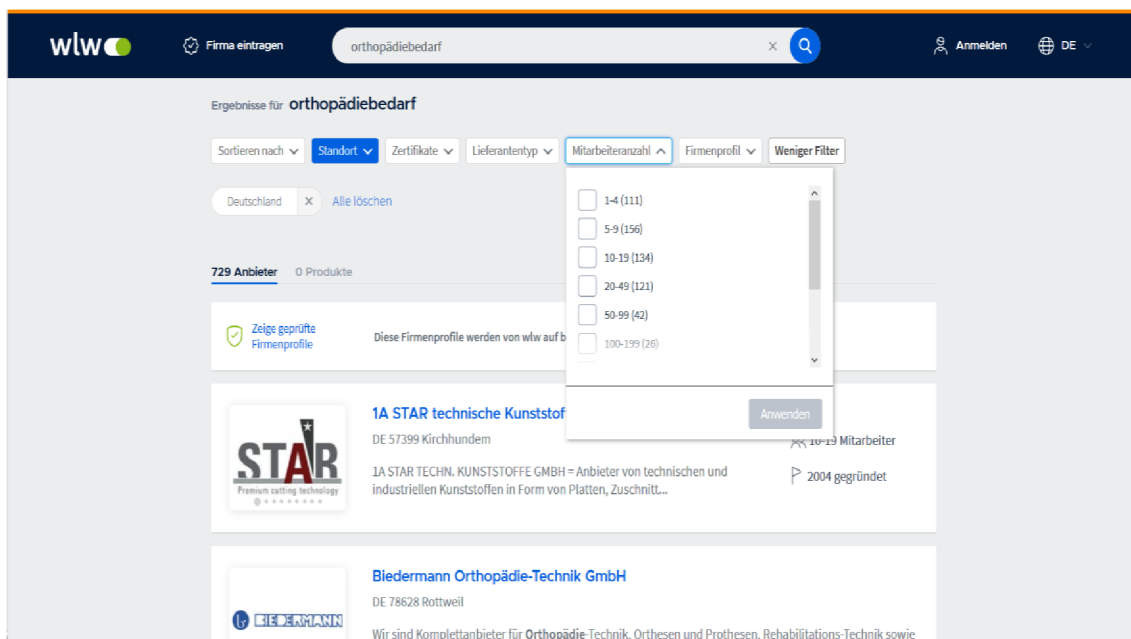 wlw
Firma eintragen
orthopädiebedarf
Anmelden
DE
Ergebnisse für orthopädiebedarf
Sortieren nach
Standort
Zertifikate
Lieferantentyp
Mitarbeiteranzahl
Firmenprofil
Weniger Filter
Deutschland X
Alle löschen
1-4 (111)
5-9 (156)
10-19 (134)
20-49 (121)
50-99 (42)
100-199 (26)
Anwenden
729 Anbieter
0 Produkte
Zeige geprüfte
Firmenprofile
Diese Firmenprofile werden von wlw auf b
STAR
Premium cutting technology
1A STAR technische Kunststof
DE 57399 Kirchhundem
1A STAR TECHN. KUNSTSTOFFE GMBH = Anbieter von technischen und
industriellen Kunststoffen in Form von Platten, Zuschnitt...
10-19 Mitarbeiter
2004 gegründet
BIEDERMANN
Biedermann Orthopädie-Technik GmbH
DE 78628 Rottweil
Wir sind Komplettanbieter für Orthopädie-Technik, Orthesen und Prothesen, Rehabilitations-Technik sowie